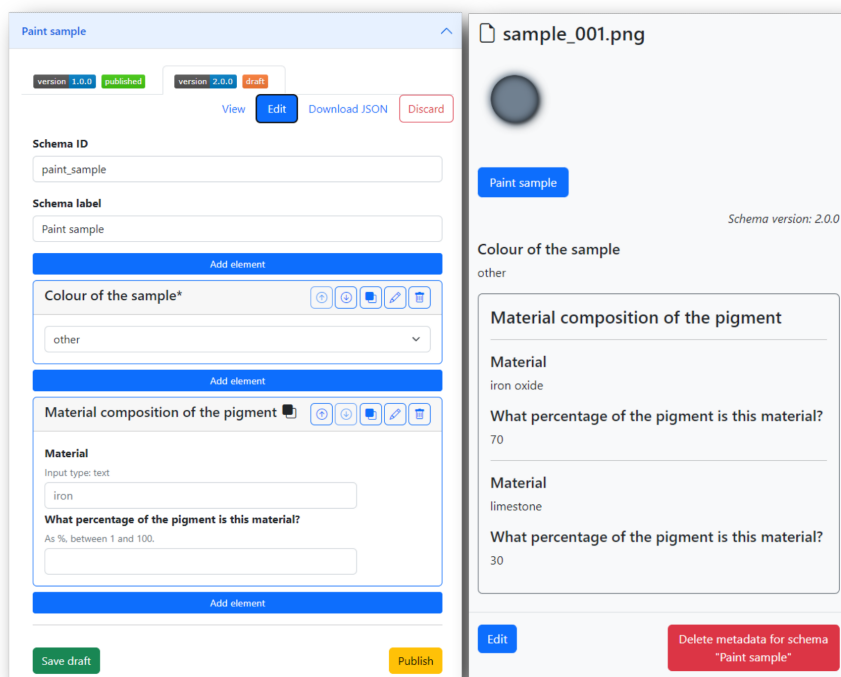 Paint sample
version 1.0.0 published
version 2.0.0 draft
View Edit Download JSON Discard
Schema ID
paint_sample
Schema label
Paint sample
Add element
Colour of the sample*
other
Add element
Material composition of the pigment
Material
Input type: text
iron
What percentage of the pigment is this material?
As %, between 1 and 100.
Add element
Save draft Publish
sample_001.png
Paint sample
Schema version: 2.0.0
Colour of the sample
other
Material composition of the pigment
Material
iron oxide
What percentage of the pigment is this material?
70
Material
limestone
What percentage of the pigment is this material?
30
Edit
Delete metadata for schema
"Paint sample"